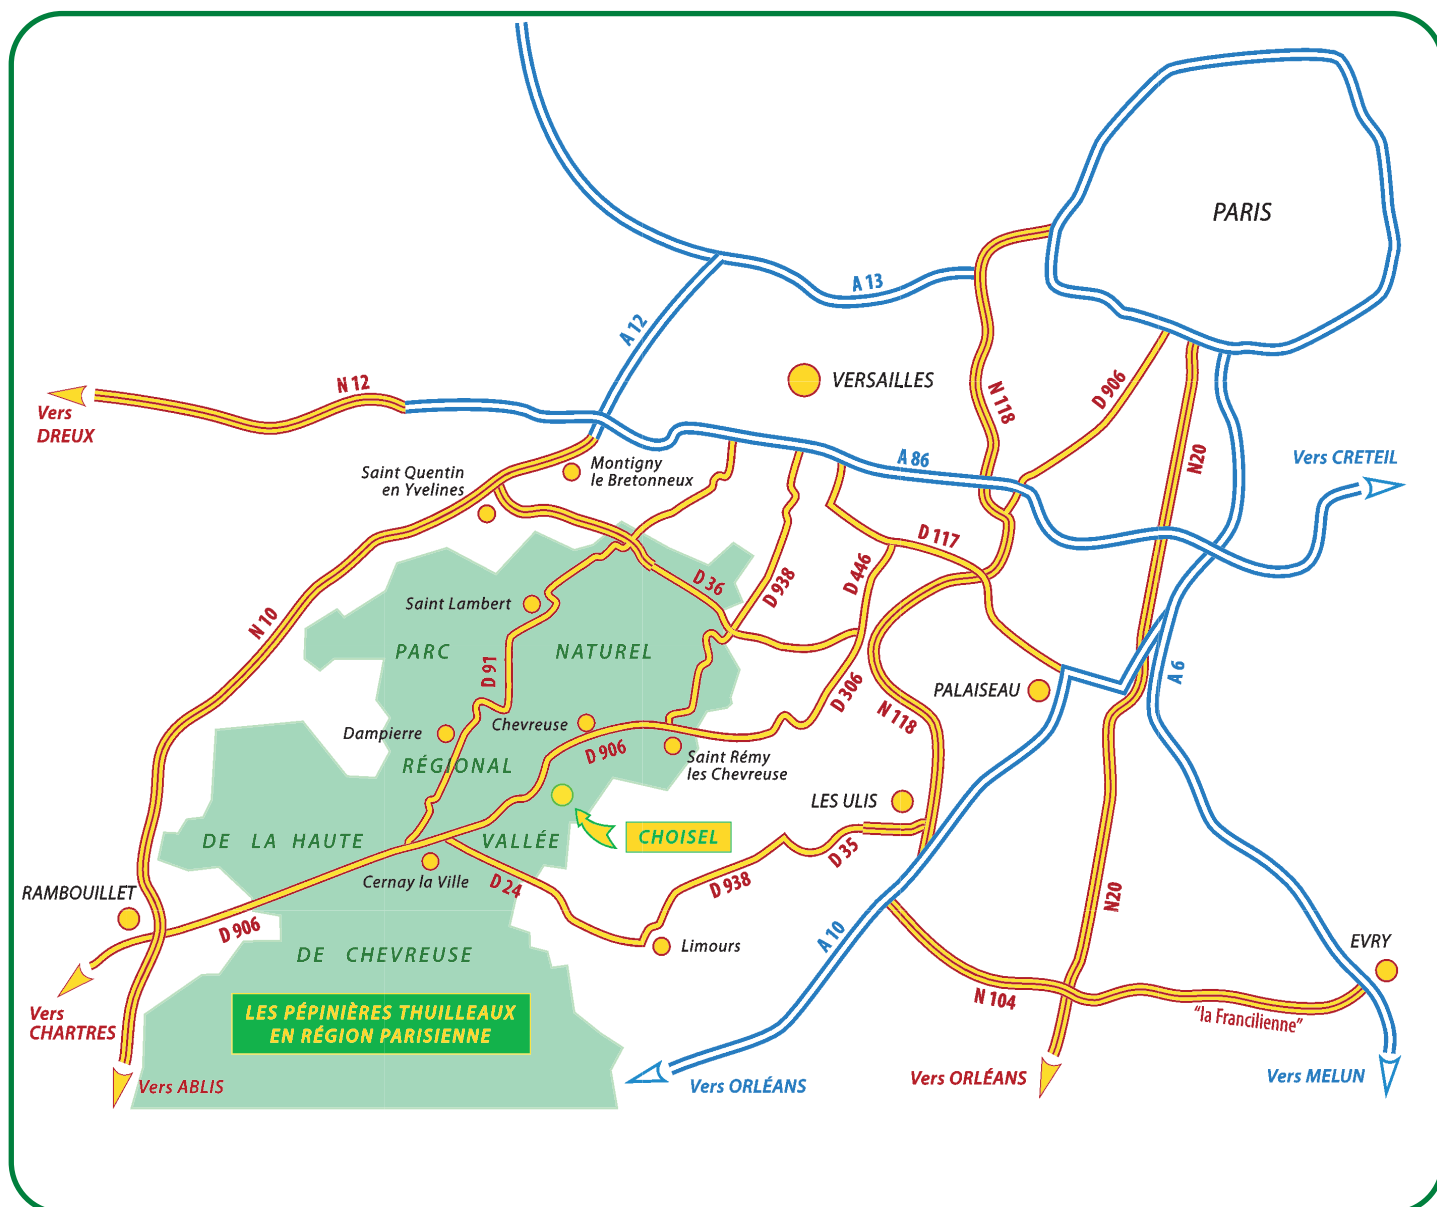 PARIS
A 13
A 12
N 12
Vers
DREUX
VERSAILLES
N 118
D 906
N20
A 86
Vers CRETEIL
Saint Quentin
en Yvelines
Montigny
le Bretonneux
D 117
D 446
D 938
D 36
N 10
Saint Lambert
PARC NATUREL
D 91
A 6
PALAISEAU
D 306
N 118
Chevreuse
Dampierre
D 906
Saint Rémy
les Chevreuse
RÉGIONAL
LES ULIS
CHOISEL
DE LA HAUTE VALLÉE
D 35
D 938
Cernay la Ville
D 24
RAMBOUILLET
D 906
N20
A 10
Limours
EVRY
DE CHEVREUSE
N 104
"la Francilienne"
Vers
CHARTRES
LES PÉPINIÈRES THUILLEAUX
EN RÉGION PARISIENNE
Vers ABLIS
Vers ORLÉANS
Vers ORLÉANS
Vers MELUN